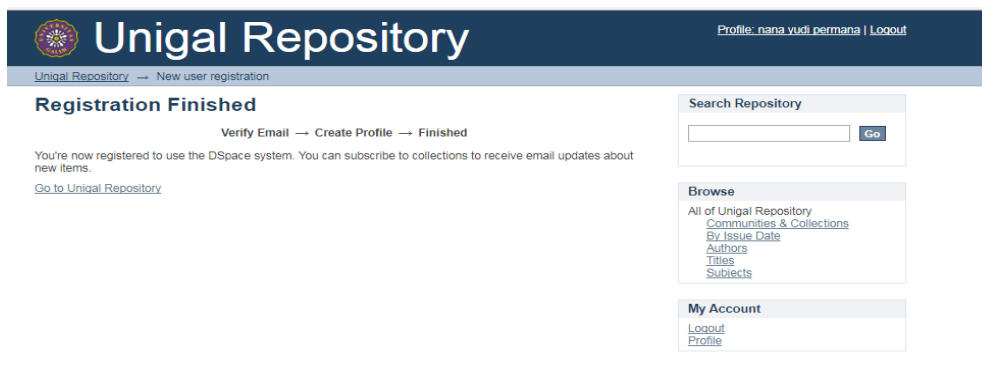 Unigal Repository
Profile: nana yudi permana | Logout
Unigal Repository → New user registration
Registration Finished
Verify Email → Create Profile → Finished
You're now registered to use the DSpace system. You can subscribe to collections to receive email updates about
new items.
Go to Unigal Repository
Search Repository
Go
Browse
All of Unigal Repository
Communities & Collections
By Issue Date
Authors
Titles
Subjects
My Account
Logout
Profile